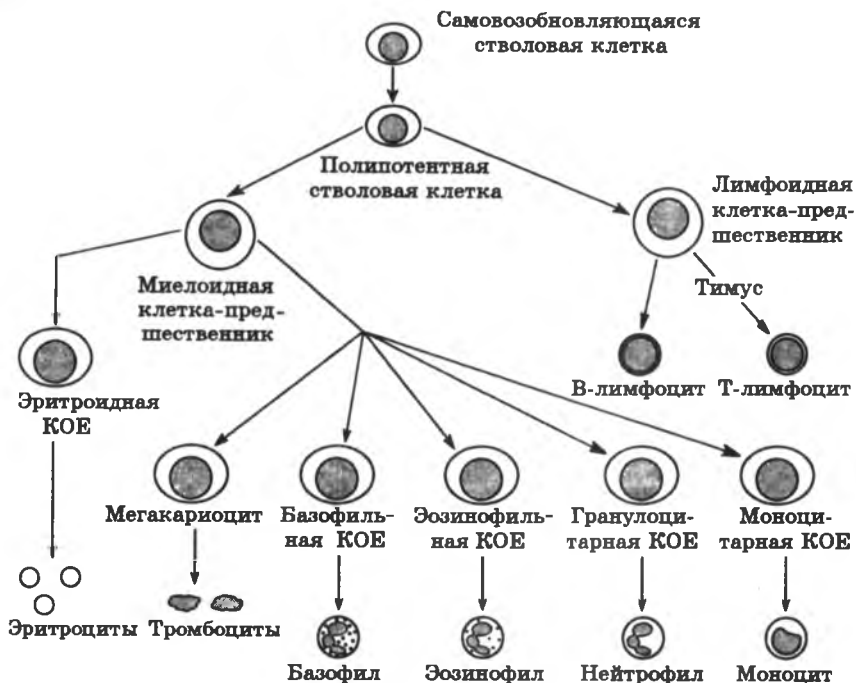 Самовозобновляющаяся
стволовая клетка
Полипотентная
стволовая клетка
Лимфоидная
клетка-пред-
шественник
Миелоидная
клетка-пред-
шественник
Тимус
В-лимфоцит Т-лимфоцит
Эритроидная
КОЕ
Мегакариоцит
Базофиль-
ная КОЕ
Эозинофиль-
ная КОЕ
Гранулоци-
тарная КОЕ
Моноци-
тарная КОЕ
Эритроциты Тромбоциты
Базофил Эозинофил Нейтрофил Моноцит